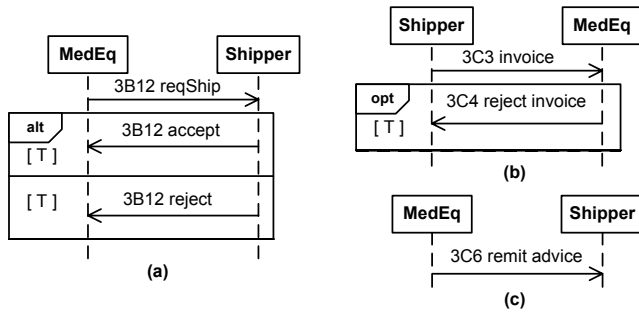 MedEq Shipper
3B12 reqShip
alt
3B12 accept
[ T ]
[ T ]
3B12 reject
(a)
Shipper MedEq
3C3 invoice
opt
3C4 reject invoice
[ T ]
(b)
MedEq Shipper
3C6 remit advice
(c)